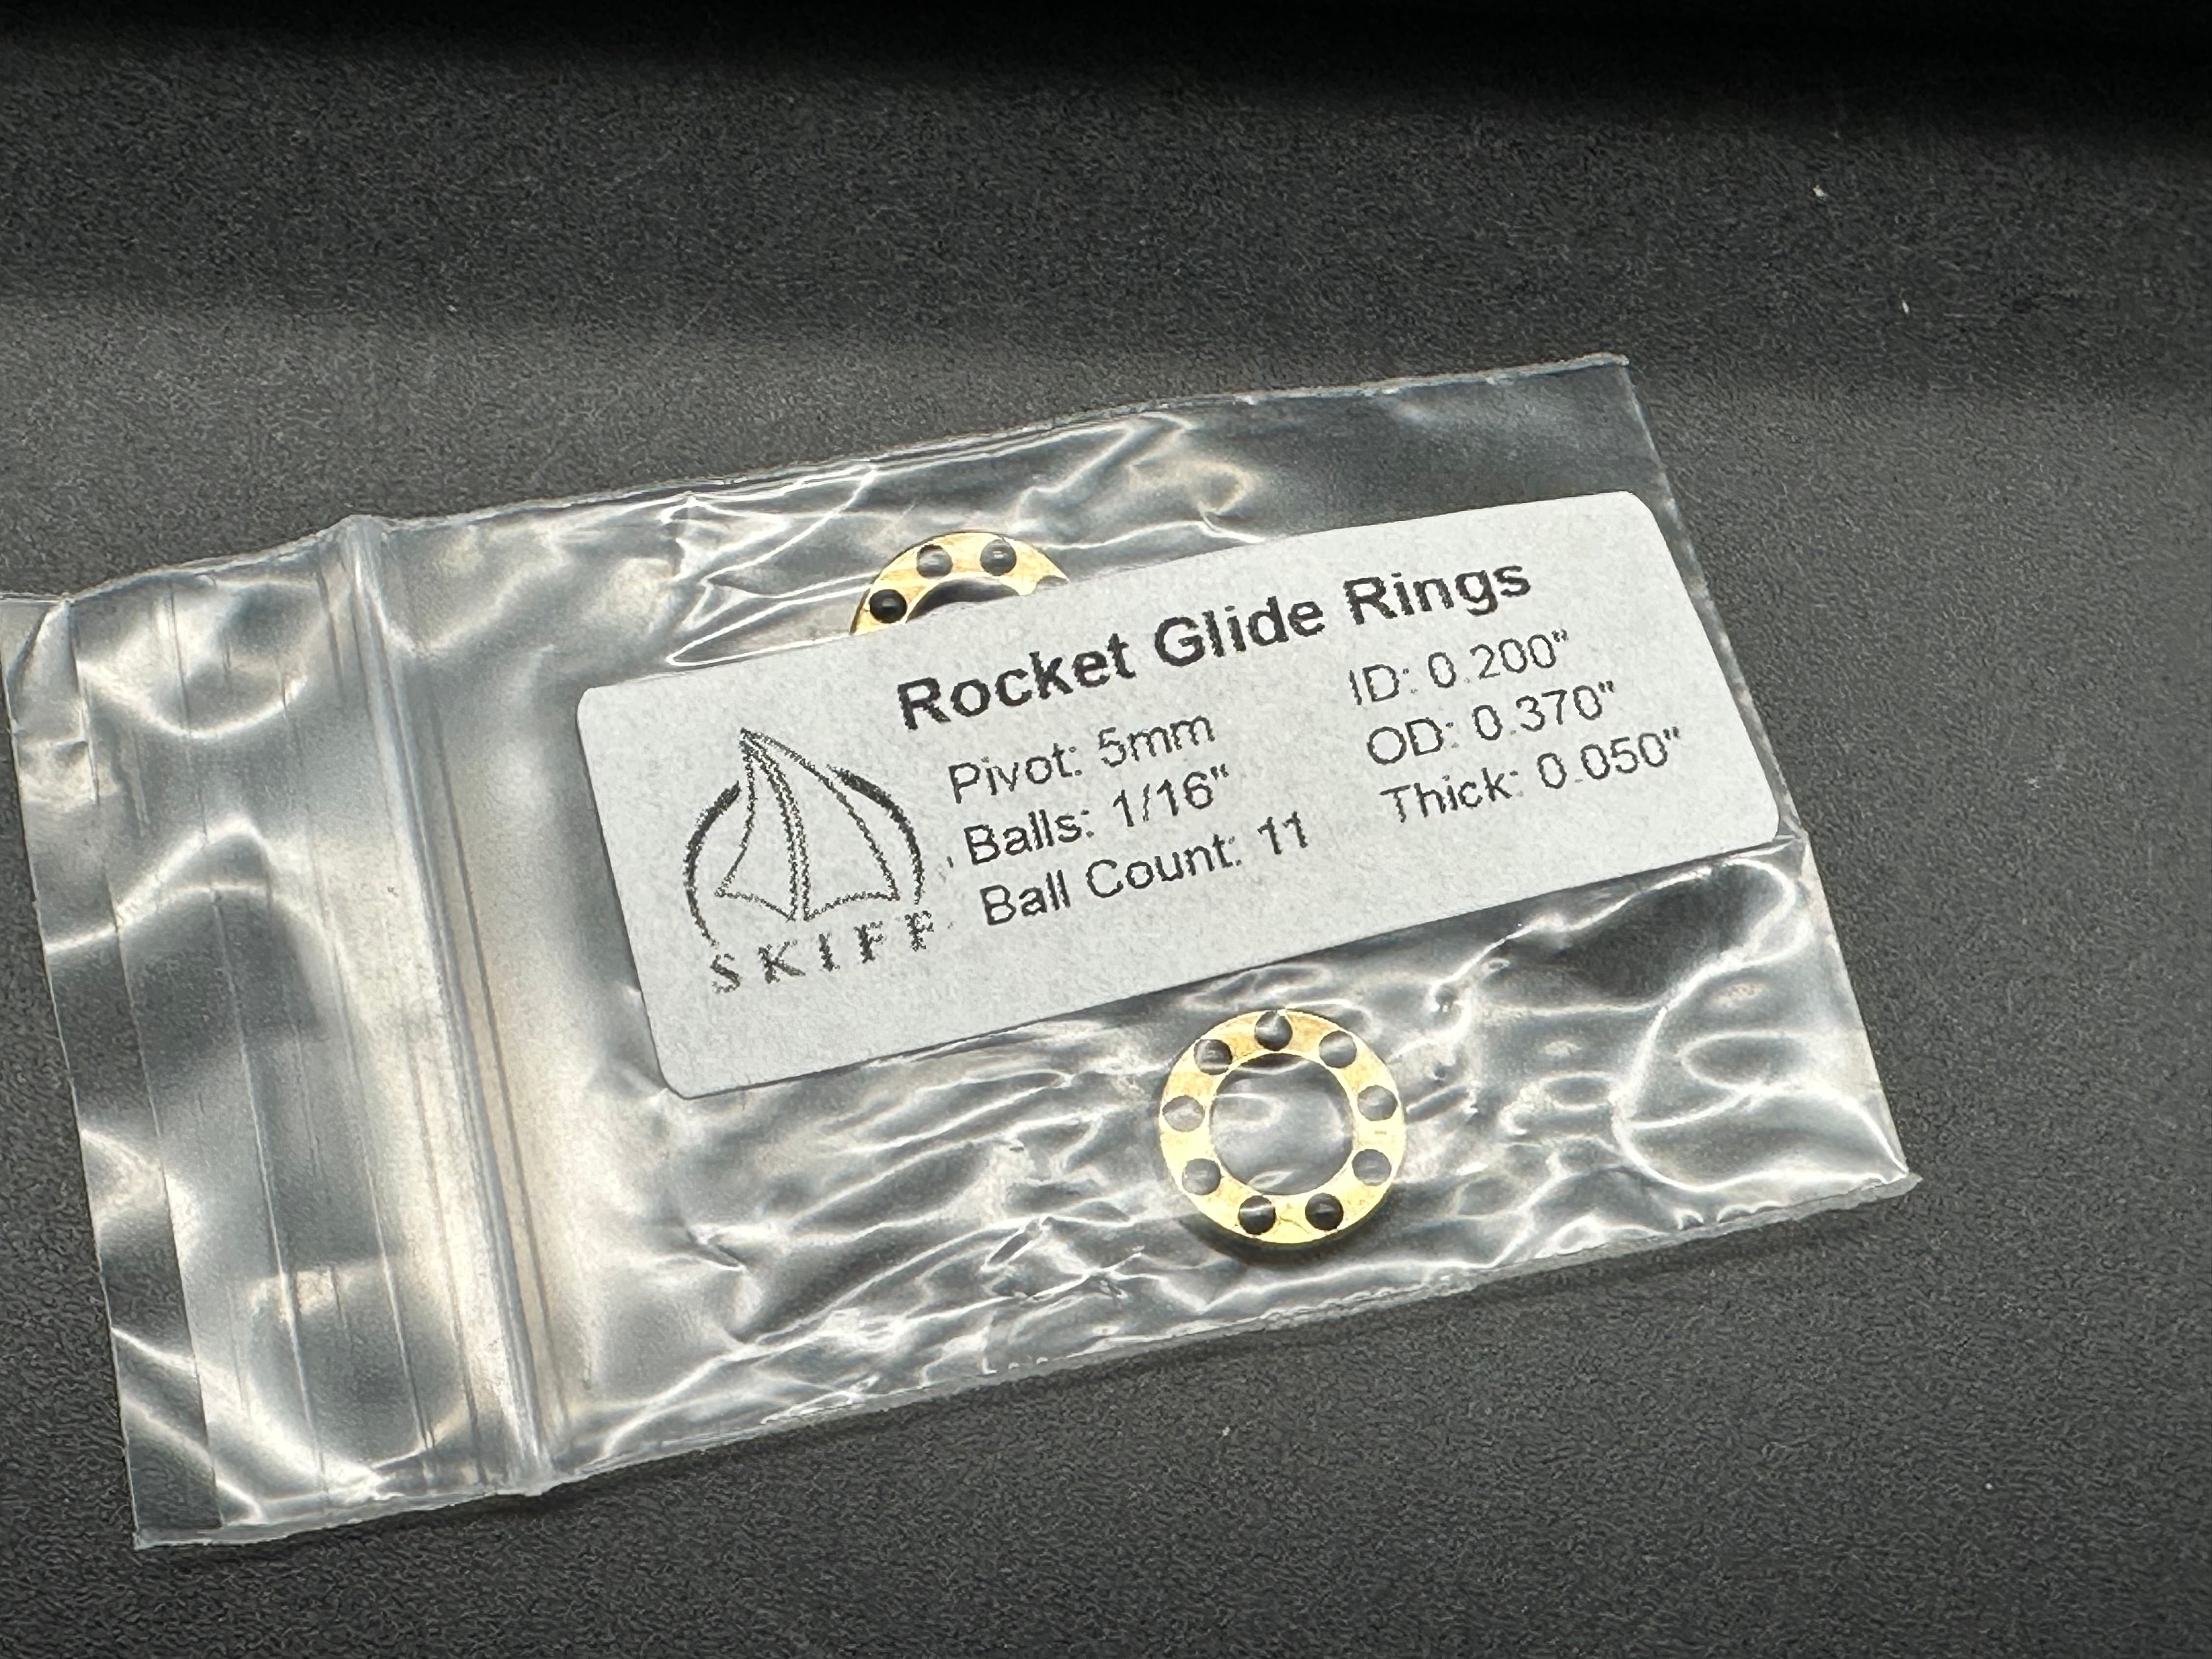 Rocket Glide Rings
Pivot: 5mm
Balls: 1/16"
Ball Count: 11
ID: 0.200"
OD: 0.370"
Thick: 0.050"
SKIFF